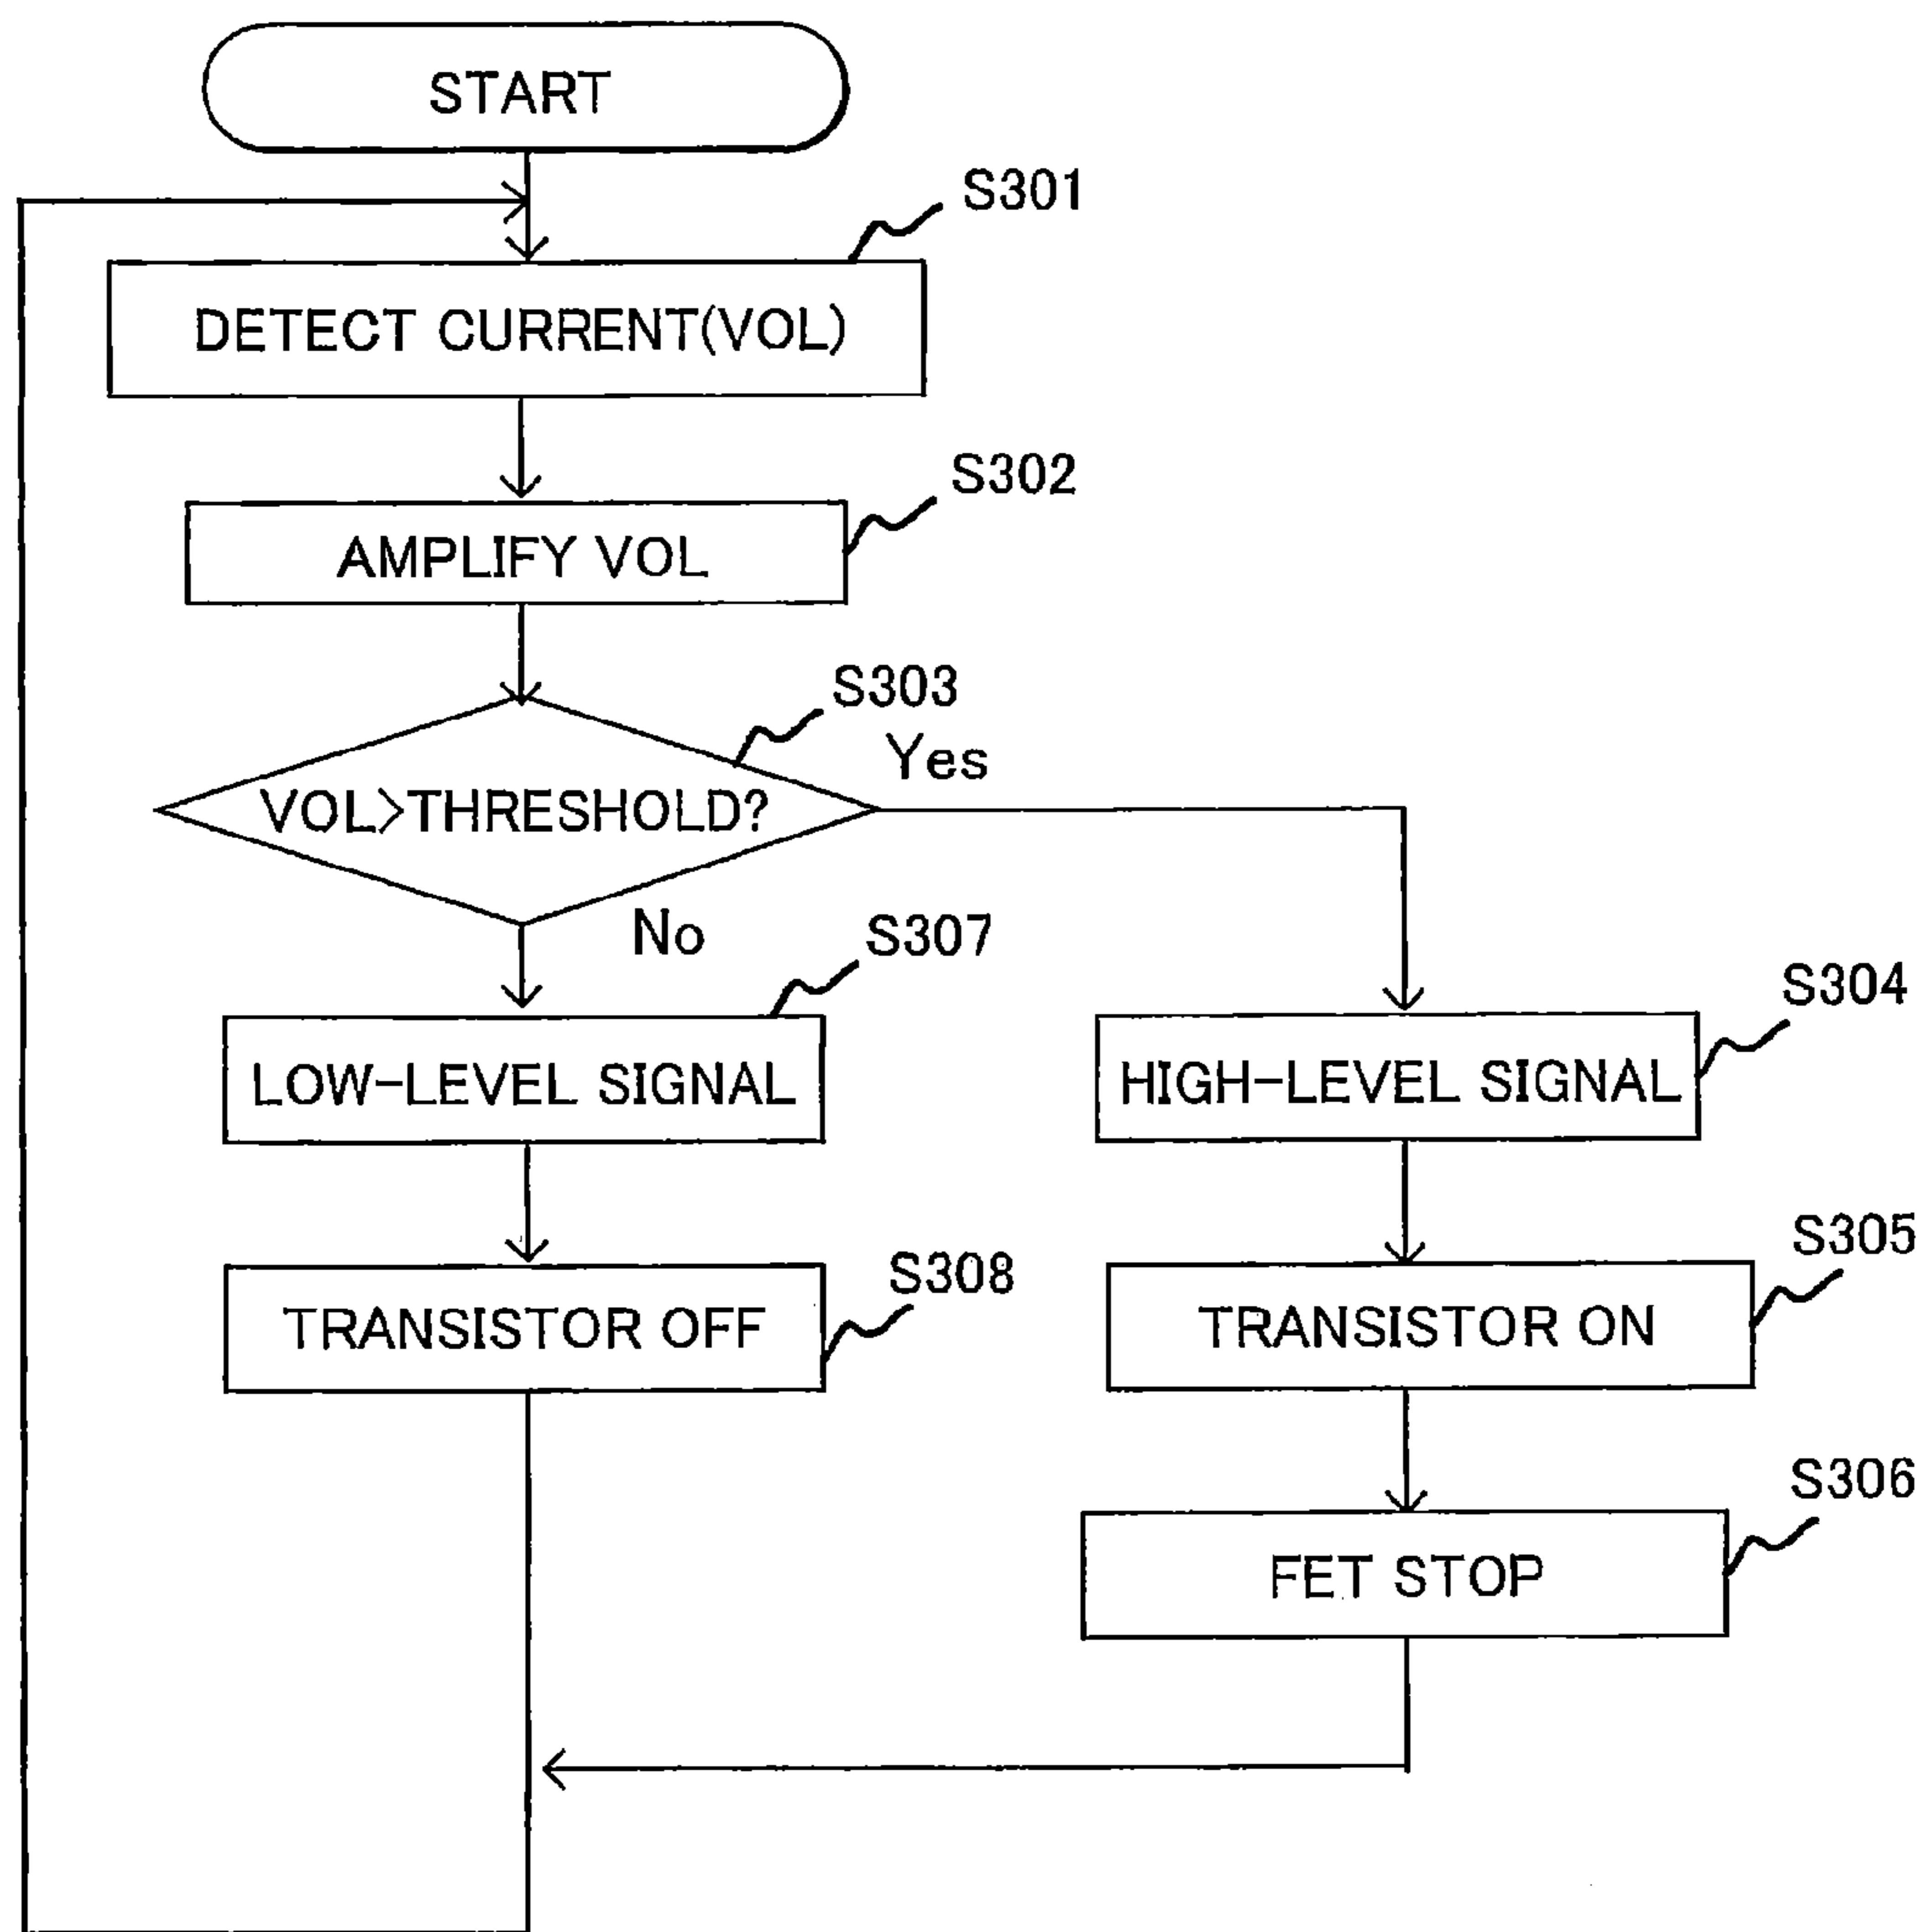 START
S301
DETECT CURRENT(VOL)
S302
AMPLIFY VOL
S303
Yes
VOL>THRESHOLD?
No
S307
LOW-LEVEL SIGNAL
S304
HIGH-LEVEL SIGNAL
S308
TRANSISTOR OFF
S305
TRANSISTOR ON
S306
FET STOP